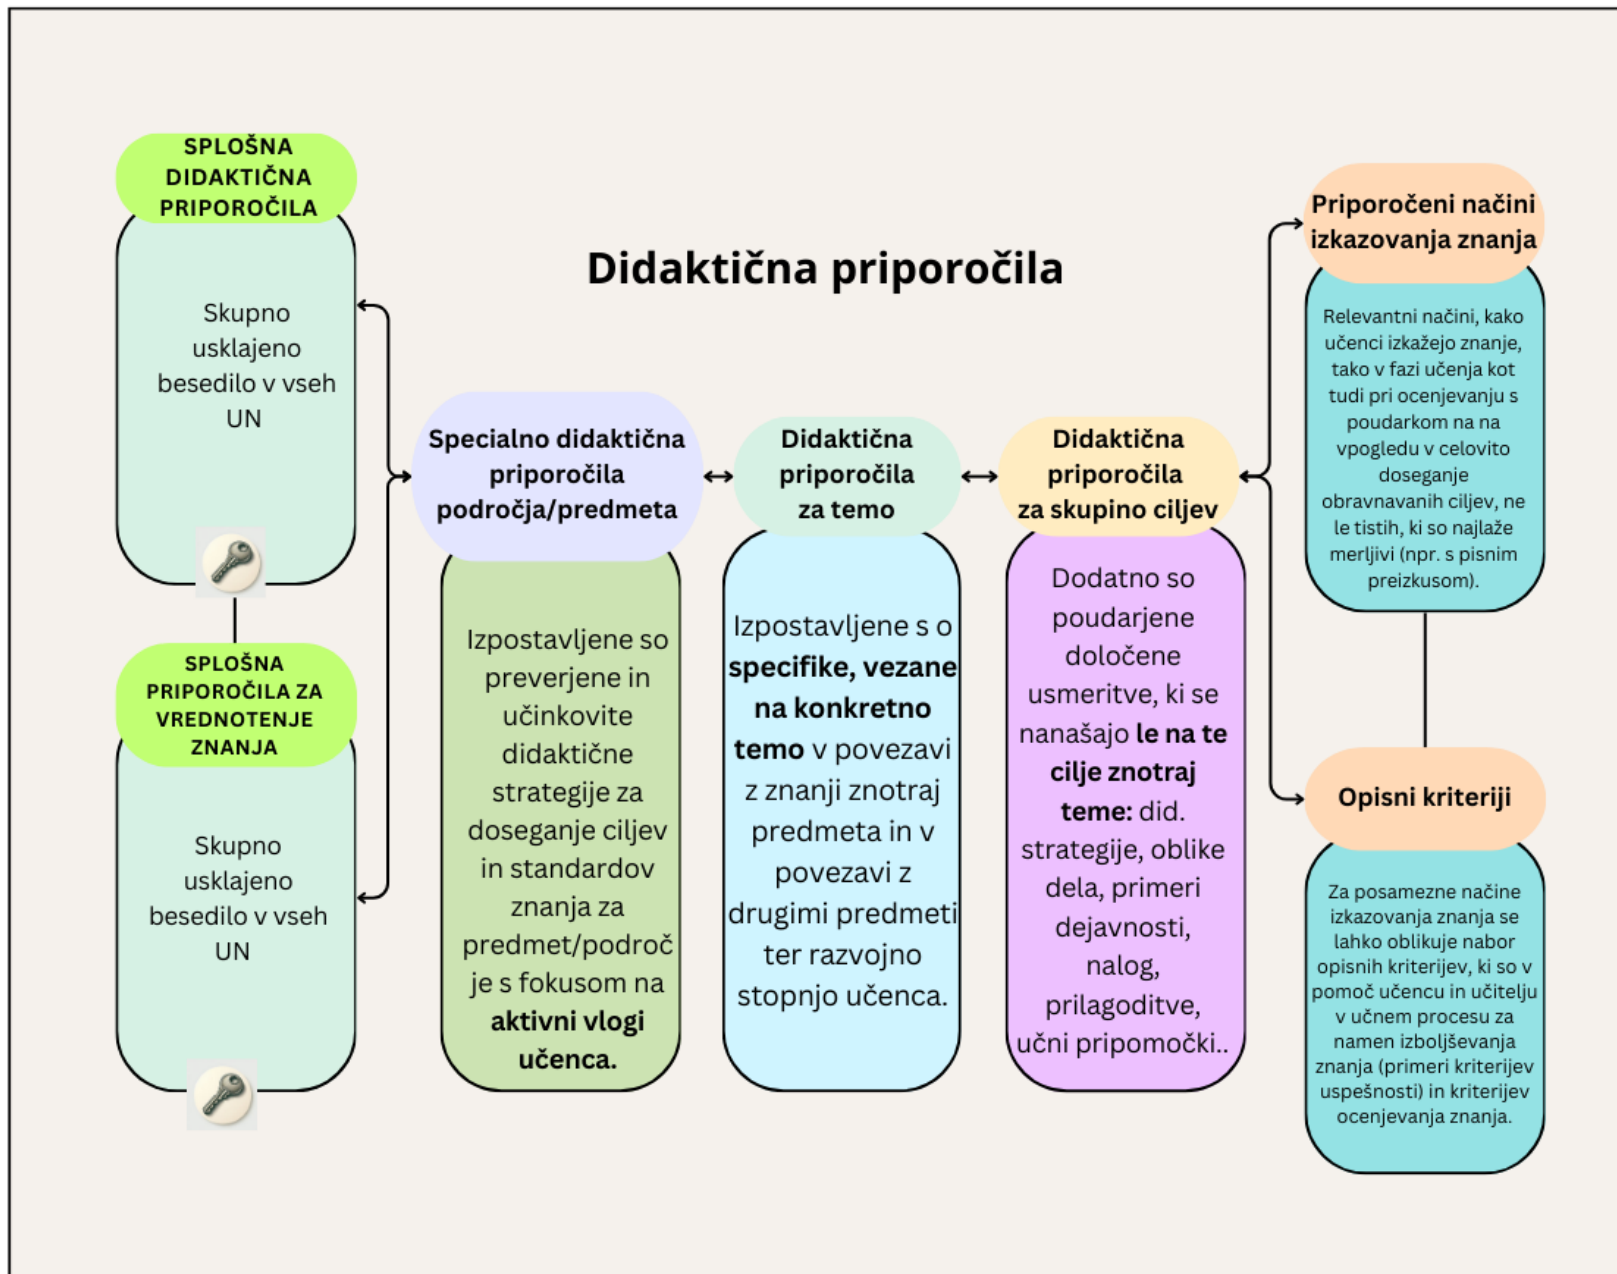 Didaktična priporočila
SPLOŠNA
DIDAKTIČNA
PRIPOROČILA
Skupno
usklajeno
besedilo v vseh
UN
SPLOŠNA
PRIPOROČILA ZA
VREDNOTENJE
ZNANJA
Skupno
usklajeno
besedilo v vseh
UN
Specialno didaktična
priporočila
področja/predmeta
Izpostavljene so
preverjene in
učinkovite
didaktične
strategije za
doseganje ciljev
in standardov
znanja za
predmet/področ
je s fokusom na
aktivni vlogi
učenca.
Didaktična
priporočila
za temo
Izpostavljene s o
specifike, vezane
na konkretno
temo v povezavi
z znanji znotraj
predmeta in v
povezavi z
drugimi predmeti
ter razvojno
stopnjo učenca.
Didaktična
priporočila
za skupino ciljev
Dodatno so
poudarjene
določene
usmeritve, ki se
nanašajo le na te
cilje znotraj
teme: did.
strategije, oblike
dela, primeri
dejavnosti,
nalog,
prilagoditve,
učni pripomočki..
Priporočeni načini
izkazovanja znanja
Relevantni načini, kako
učenci izkažejo znanje,
tako v fazi učenja kot
tudi pri ocenjevanju s
poudarkom na na
vpogledu v celovito
doseganje
obravnavanih ciljev, ne
le tistih, ki so najlaže
merljivi (npr. s pisnim
preizkusom).
Opisni kriteriji
Za posamezne načine
izkazovanja znanja se
lahko oblikuje nabor
opisnih kriterijev, ki so v
pomoč učencu in učitelju
v učnem procesu za
namen izboljševanja
znanja (primeri kriterijev
uspešnosti) in kriterijev
ocenjevanja znanja.